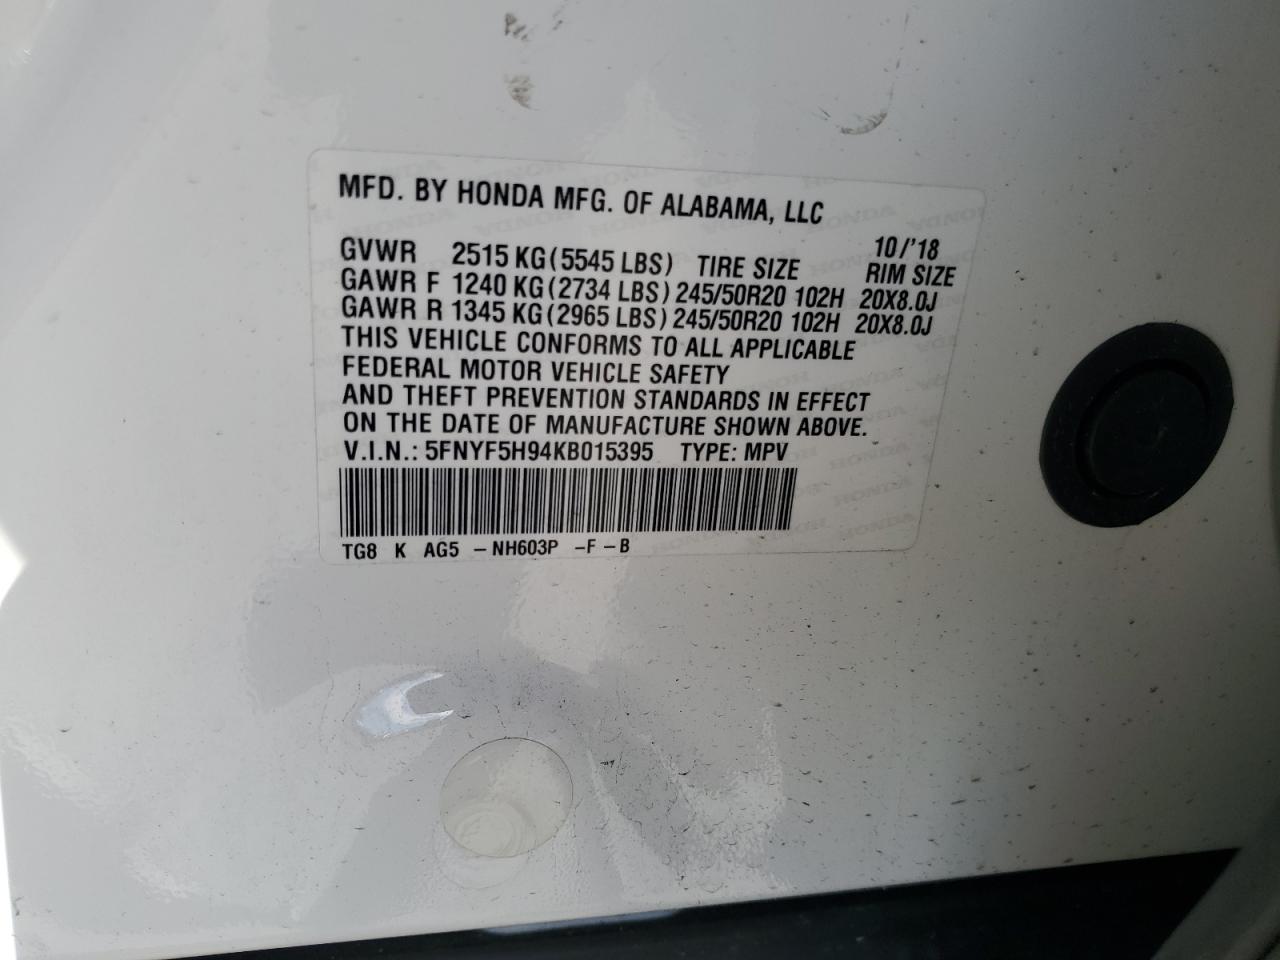 MFD. BY HONDA MFG. OF ALABAMA, LLC
10/'18
GVWR 2515 KG (5545 LBS) TIRE SIZE RIM SIZE
GAWR F 1240 KG (2734 LBS) 245/50R20 102H 20X8.0J
GAWR R 1345 KG (2965 LBS) 245/50R20 102H 20X8.0J
THIS VEHICLE CONFORMS TO ALL APPLICABLE
FEDERAL MOTOR VEHICLE SAFETY
AND THEFT PREVENTION STANDARDS IN EFFECT
ON THE DATE OF MANUFACTURE SHOWN ABOVE.
V.I.N.: 5FNYF5H94KB015395 TYPE: MPV
TG8 K AG5 -NH603P -F -B